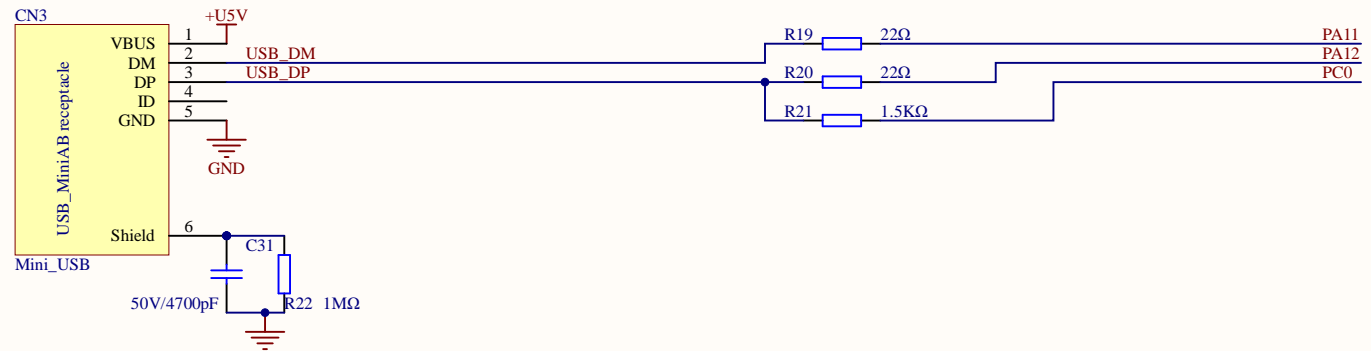 CN3
+U5V
VBUS 1
DM 2 USB_DM
DP 3 USB_DP
ID 4
GND 5
GND
USB_MiniAB receptacle
Shield 6
Mini_USB
C31
50V/4700pF
R22 1MΩ
R19 22Ω PA11
R20 22Ω PA12
R21 1.5KΩ PC0